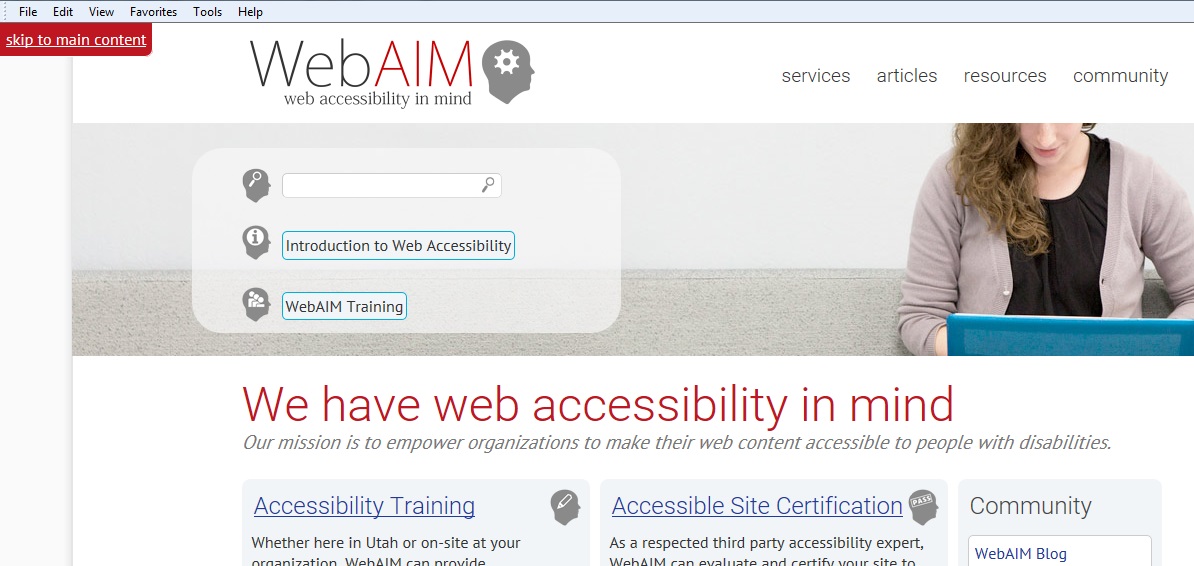 File Edit View Favorites Tools Help
skip to main content
WebAIM
web accessibility in mind
services articles resources community
Introduction to Web Accessibility
WebAIM Training
We have web accessibility in mind
Our mission is to empower organizations to make their web content accessible to people with disabilities.
Accessibility Training
Whether here in Utah or on-site at your
organization, WebAIM can provide
Accessible Site Certification
PASS
As a respected third party accessibility expert,
WebAIM can evaluate and certify your site to
Community
WebAIM Blog